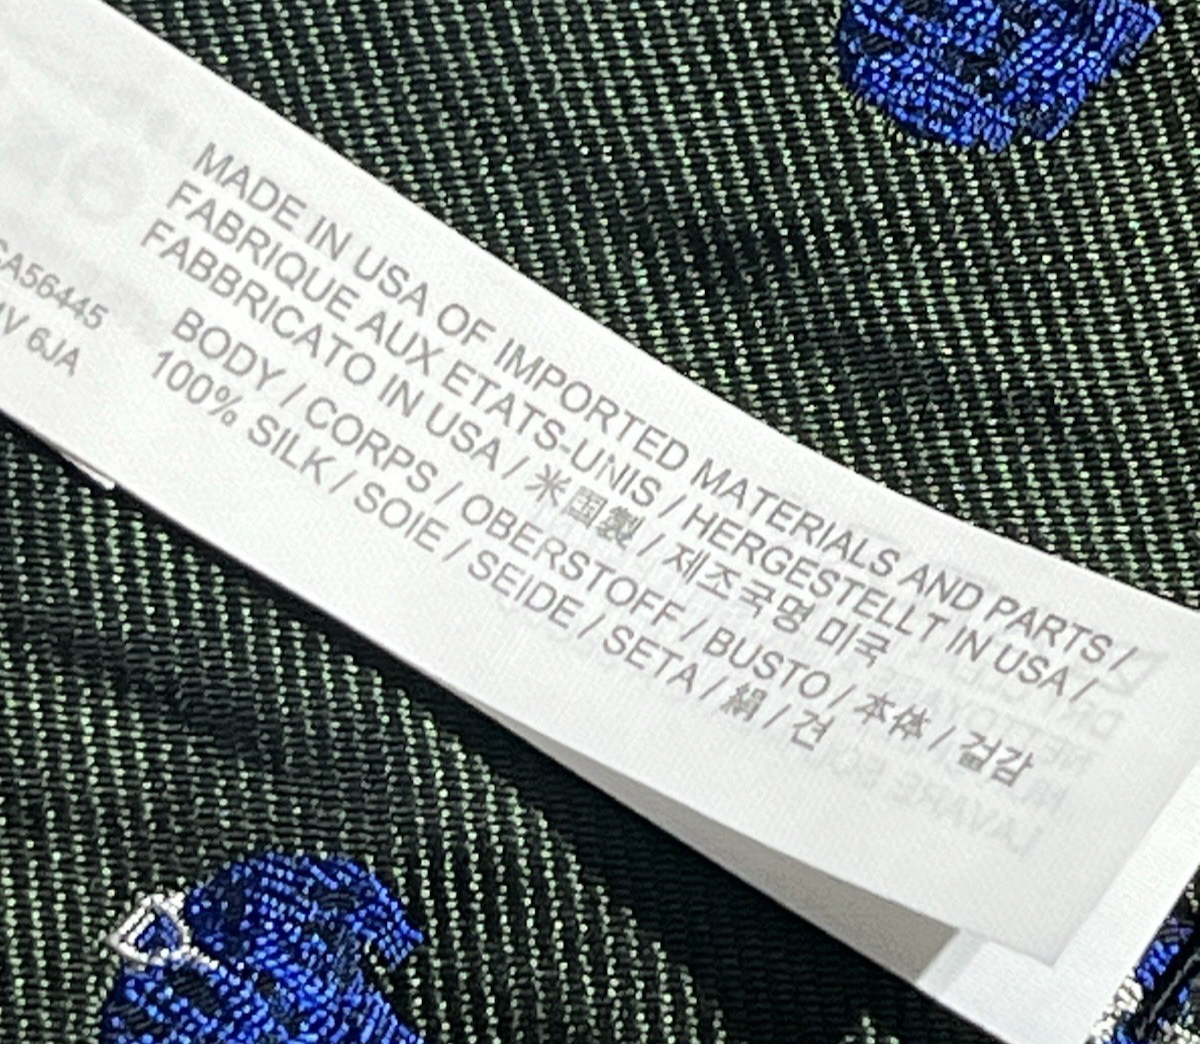 MADE IN USA OF IMPORTED MATERIALS AND PARTS /
FABRIQUE AUX ETATS-UNIS / HERGESTELLT IN USA /
FABBRICATO IN USA / 米国製 / 제조국명 미국
BODY / CORPS / OBERSTOFF / BUSTO / 本体 / 겉감
100% SILK / SOIE / SEIDE / SETA / 絹 / 견
CA56445
6JA